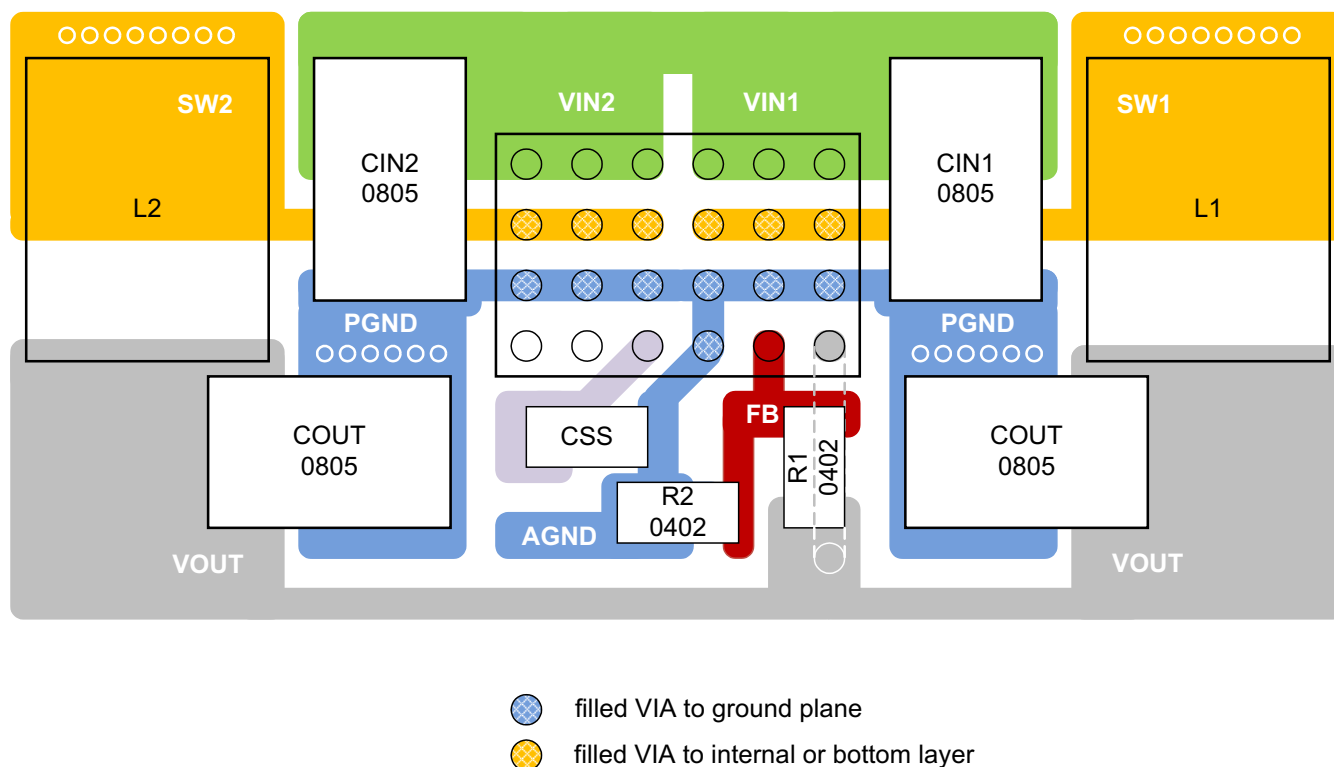 VIN2
VIN1
SW2
SW1
CIN2
0805
CIN1
0805
L2
L1
PGND
PGND
COUT
0805
CSS
FB
R1
0402
COUT
0805
R2
0402
AGND
VOUT
VOUT
filled VIA to ground plane
filled VIA to internal or bottom layer